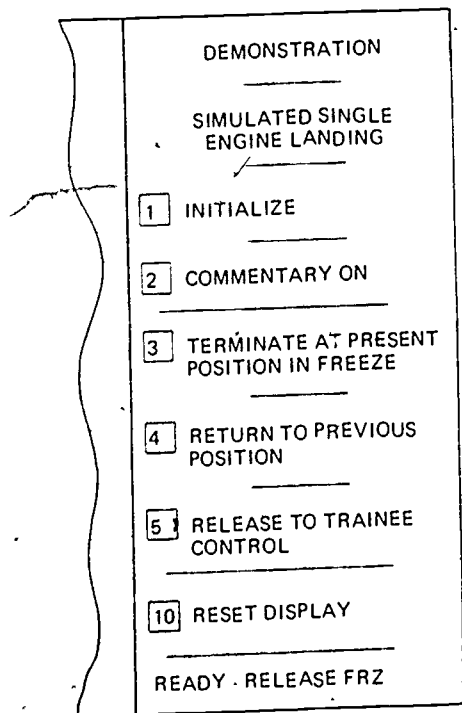 DEMONSTRATION
SIMULATED SINGLE
ENGINE LANDING
1 INITIALIZE
2 COMMENTARY ON
3 TERMINATE AT PRESENT
POSITION IN FREEZE
4 RETURN TO PREVIOUS
POSITION
5 RELEASE TO TRAINEE
CONTROL
10 RESET DISPLAY
READY - RELEASE FRZ